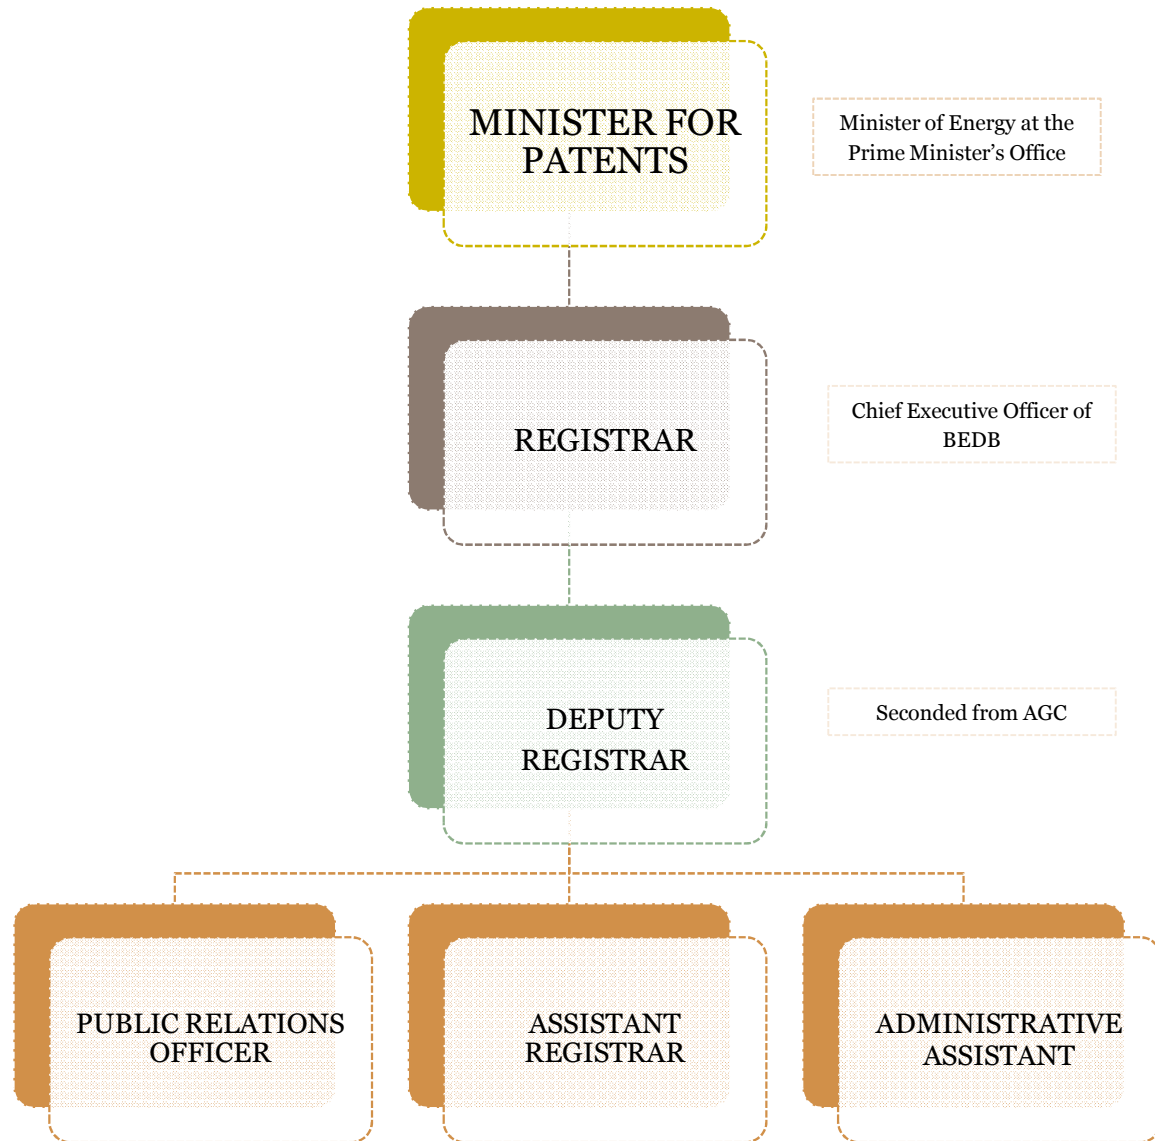 MINISTER FOR
PATENTS
Minister of Energy at the
Prime Minister’s Office
REGISTRAR
Chief Executive Officer of
BEDB
DEPUTY
REGISTRAR
Seconded from AGC
PUBLIC RELATIONS
OFFICER
ASSISTANT
REGISTRAR
ADMINISTRATIVE
ASSISTANT